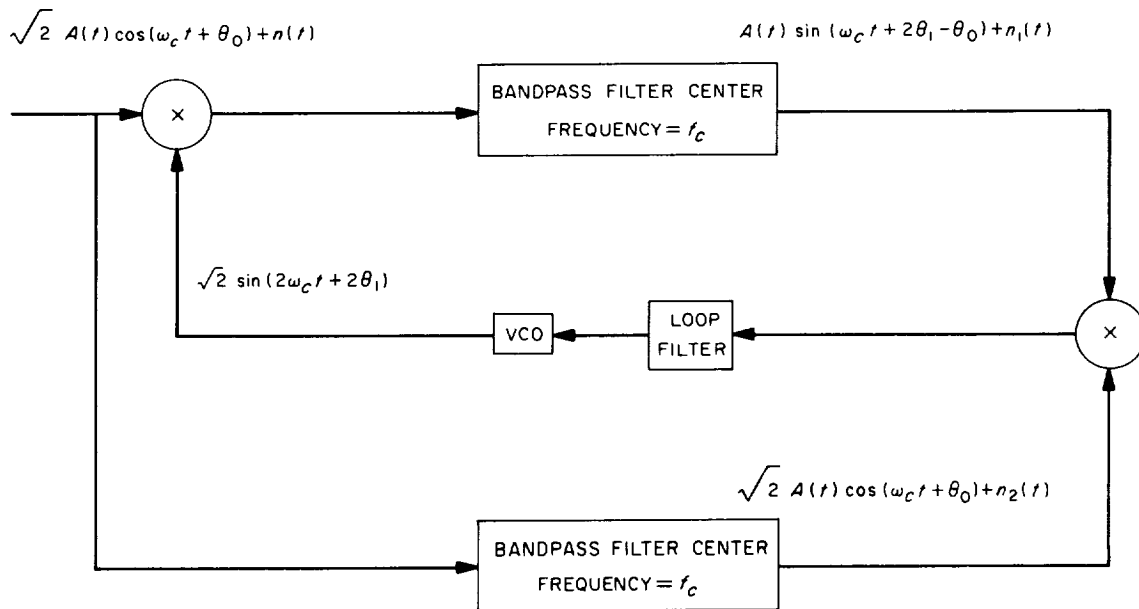 √2 A(t) cos(ω_c t + θ_0) + n(t)
A(t) sin (ω_c t + 2θ_1 - θ_0) + n_1(t)
×
BANDPASS FILTER CENTER
FREQUENCY = f_c
√2 sin (2ω_c t + 2θ_1)
VCO
LOOP
FILTER
×
√2 A(t) cos (ω_c t + θ_0) + n_2(t)
BANDPASS FILTER CENTER
FREQUENCY = f_c